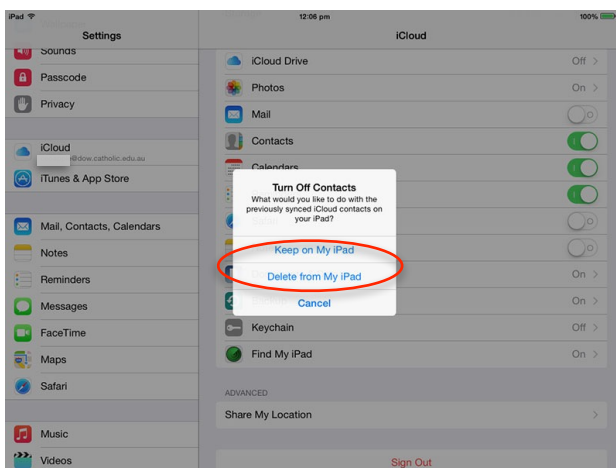 iPad
12:06 pm
100%
Settings
iCloud
Sounds
Passcode
Privacy
iCloud
@dow.catholic.edu.au
iTunes & App Store
Mail, Contacts, Calendars
Notes
Reminders
Messages
FaceTime
Maps
Safari
Music
Videos
iCloud Drive
Off
Photos
On
Mail
Contacts
Calendars
Turn Off Contacts
What would you like to do with the
previously synced iCloud contacts on
your iPad?
Keep on My iPad
Delete from My iPad
Cancel
On
On
Keychain
Off
Find My iPad
On
ADVANCED
Share My Location
Sign Out